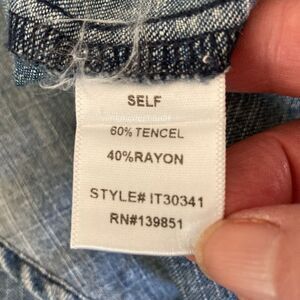 SELF
60% TENCEL
40%RAYON
STYLE# IT30341
RN#139851